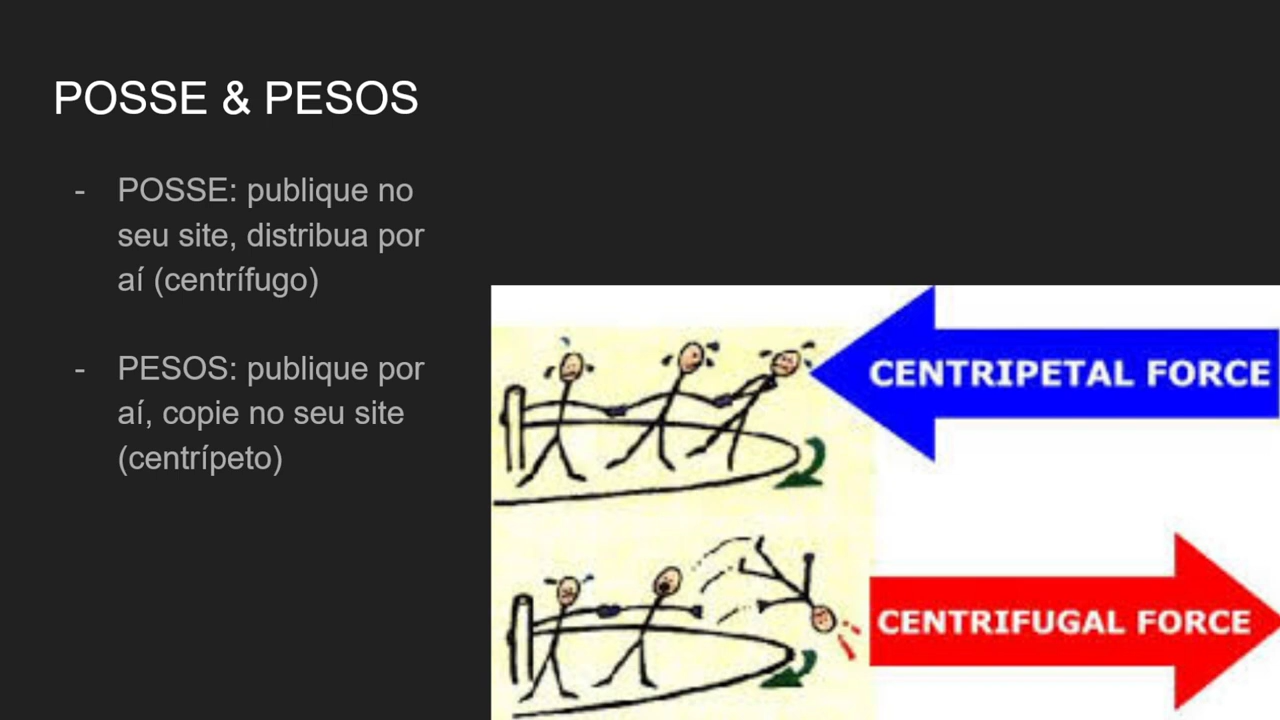 POSSE & PESOS
- POSSE: publique no
seu site, distribua por
aí (centrífugo)
- PESOS: publique por
aí, copie no seu site
(centrípeto)
CENTRIPETAL FORCE
CENTRIFUGAL FORCE